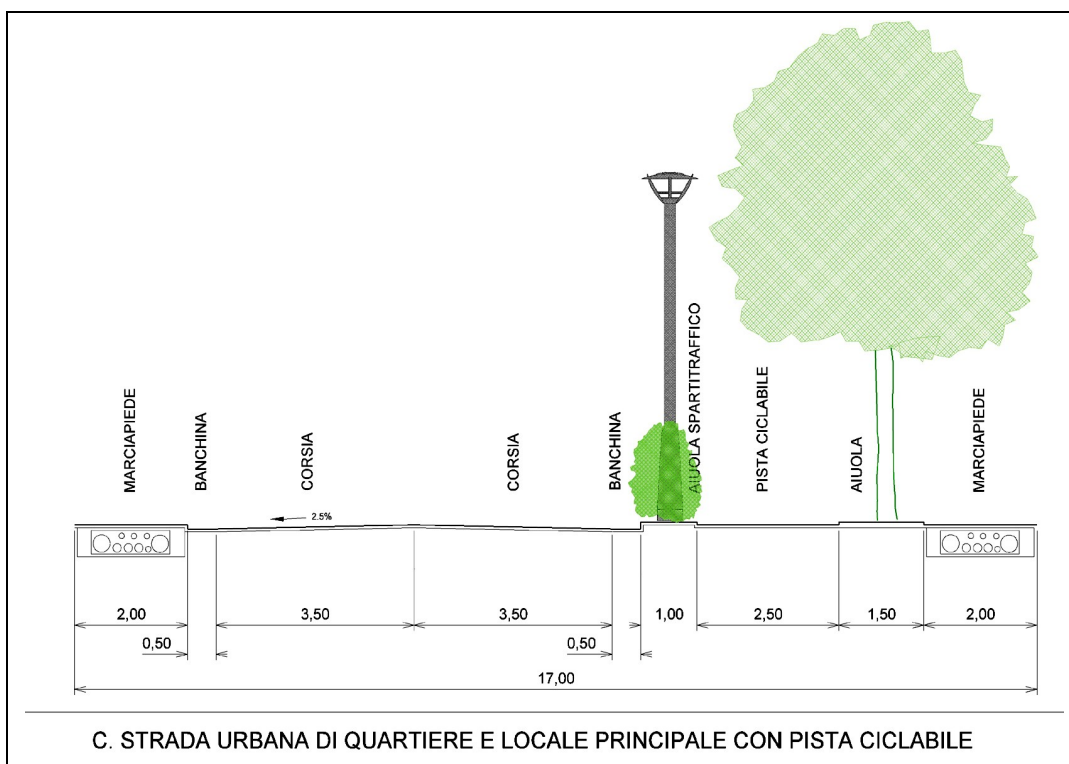 MARCIAPIEDE
BANCHINA
CORSIA
CORSIA
BANCHINA
AIUOLA SPARTITRAFFICO
PISTA CICLABILE
AIUOLA
MARCIAPIEDE
2.5%
2,00
3,50
3,50
1,00
2,50
1,50
2,00
0,50
0,50
17,00
C. STRADA URBANA DI QUARTIERE E LOCALE PRINCIPALE CON PISTA CICLABILE